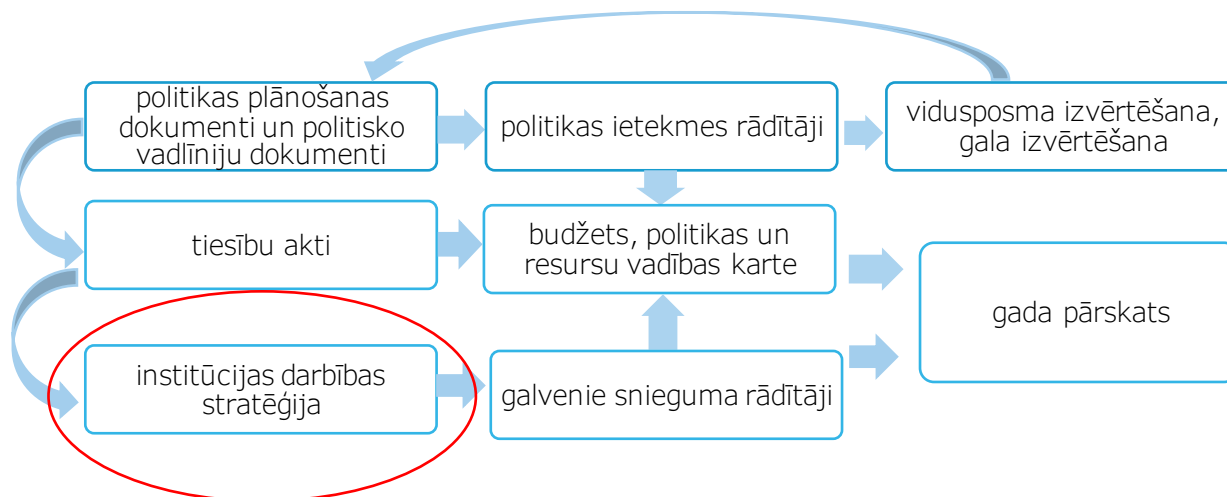 politikas plānošanas
dokumenti un politisko
vadlīniju dokumenti
politikas ietekmes rādītāji
vidusposma izvērtēšana,
gala izvērtēšana
tiesību akti
budžets, politikas un
resursu vadības karte
gada pārskats
institūcijas darbības
stratēģija
galvenie snieguma rādītāji